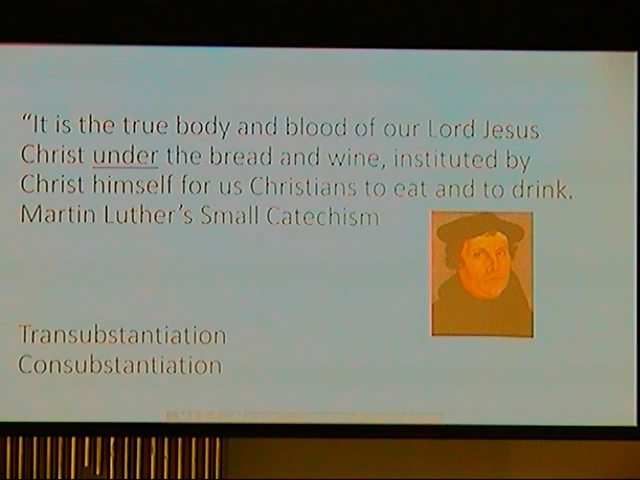 “It is the true body and blood of our Lord Jesus
Christ under the bread and wine, instituted by
Christ himself for us Christians to eat and to drink.
Martin Luther’s Small Catechism
Transubstantiation
Consubstantiation